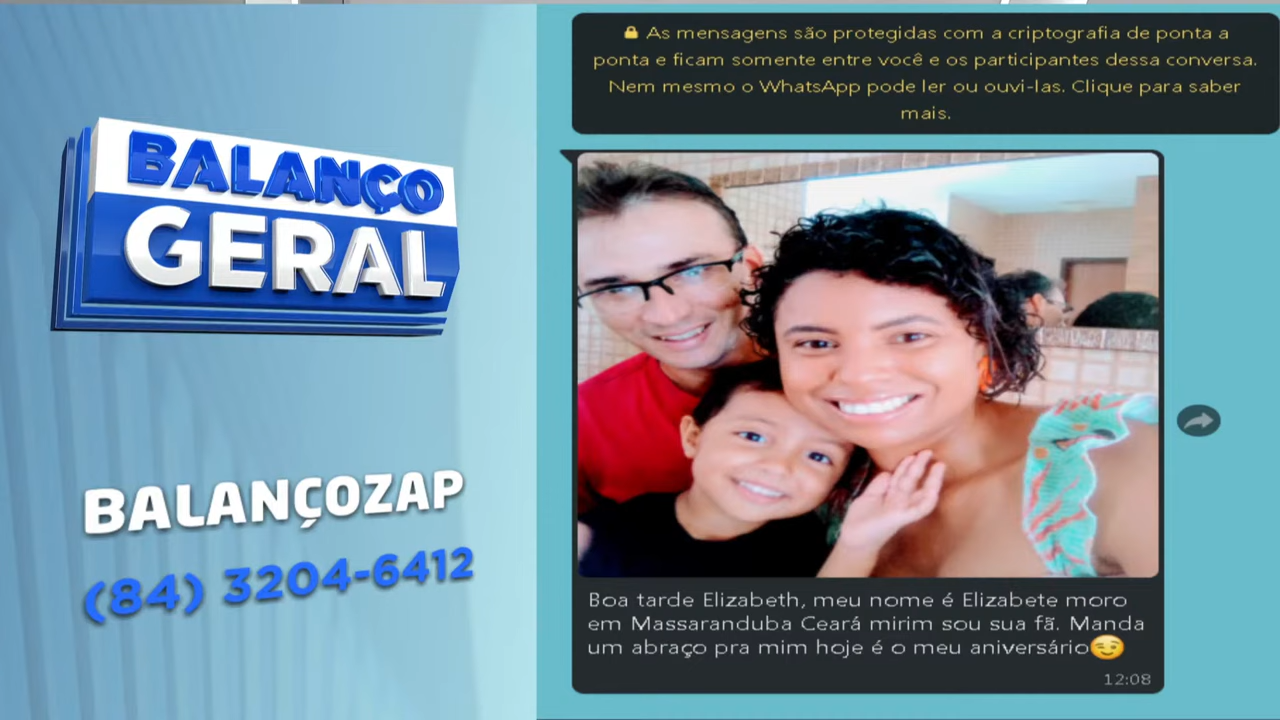 BALANÇO
GERAL
BALANÇOZAP
(84) 3204-6412
As mensagens são protegidas com a criptografia de ponta a
ponta e ficam somente entre você e os participantes dessa conversa.
Nem mesmo o WhatsApp pode ler ou ouvi-las. Clique para saber
mais.
Boa tarde Elizabeth, meu nome é Elizabete moro
em Massaranduba Ceará mirim sou sua fã. Manda
um abraço pra mim hoje é o meu aniversário😉
12:08